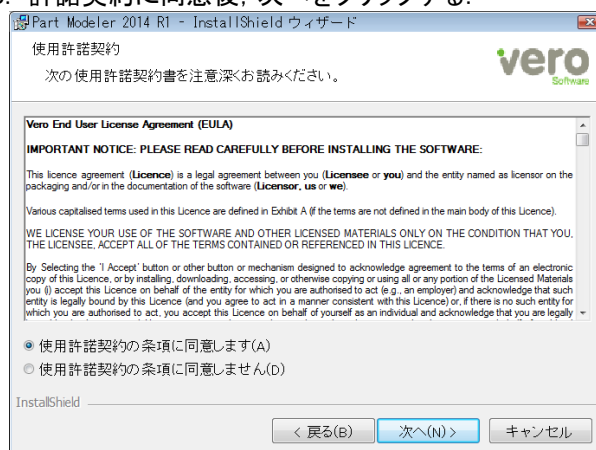 許諾契約に同意後, 次へをクリックする.
Part Modeler 2014 R1 - InstallShield ウィザード
使用許諾契約
次の使用許諾契約書を注意深くお読みください。
vero
Software
Vero End User License Agreement (EULA)
IMPORTANT NOTICE: PLEASE READ CAREFULLY BEFORE INSTALLING THE SOFTWARE:
This licence agreement (Licence) is a legal agreement between you (Licensee or you) and the entity named as licensor on the
packaging and/or in the documentation of the software (Licensor, us or we).
Various capitalised terms used in this Licence are defined in Exhibit A (if the terms are not defined in the main body of this Licence).
WE LICENSE YOUR USE OF THE SOFTWARE AND OTHER LICENSED MATERIALS ONLY ON THE CONDITION THAT YOU,
THE LICENSEE, ACCEPT ALL OF THE TERMS CONTAINED OR REFERENCED IN THIS LICENCE.
By Selecting the 'I Accept' button or other button or mechanism designed to acknowledge agreement to the terms of an electronic
copy of this Licence, or by installing, downloading, accessing, or otherwise copying or using all or any portion of the Licensed Materials
you (i) accept this Licence on behalf of the entity for which you are authorised to act (e.g., an employer) and acknowledge that such
entity is legally bound by this Licence (and you agree to act in a manner consistent with this Licence) or, if there is no such entity for
which you are authorised to act, you accept this Licence on behalf of yourself as an individual and acknowledge that you are legally
使用許諾契約の条項に同意します(A)
使用許諾契約の条項に同意しません(D)
InstallShield
< 戻る(B)
次へ(N) >
キャンセル